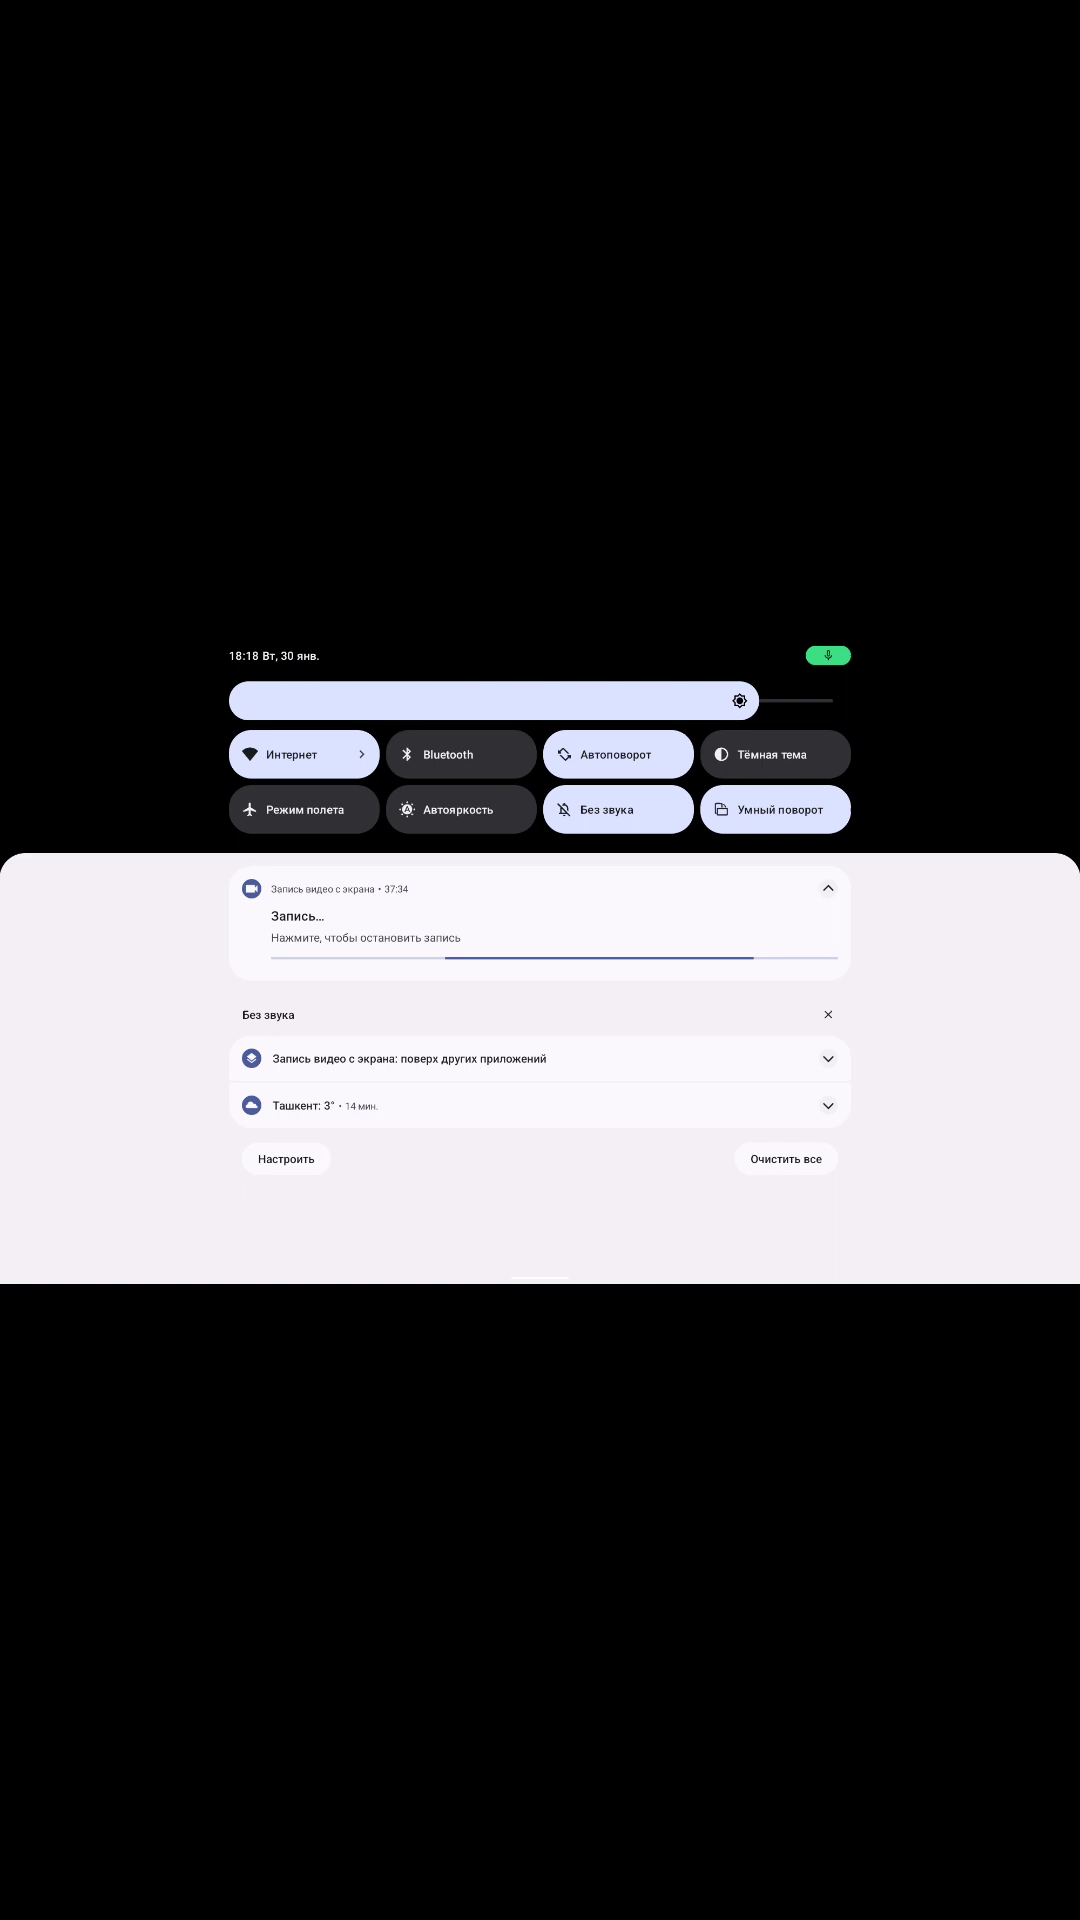 18:18 Вт, 30 янв.
Интернет
Bluetooth
Автоповорот
Тёмная тема
Режим полета
Автояркость
Без звука
Умный поворот
Запись видео с экрана • 37:34
Запись…
Нажмите, чтобы остановить запись
Без звука
Запись видео с экрана: поверх других приложений
Ташкент: 3° • 14 мин.
Настроить
Очистить все